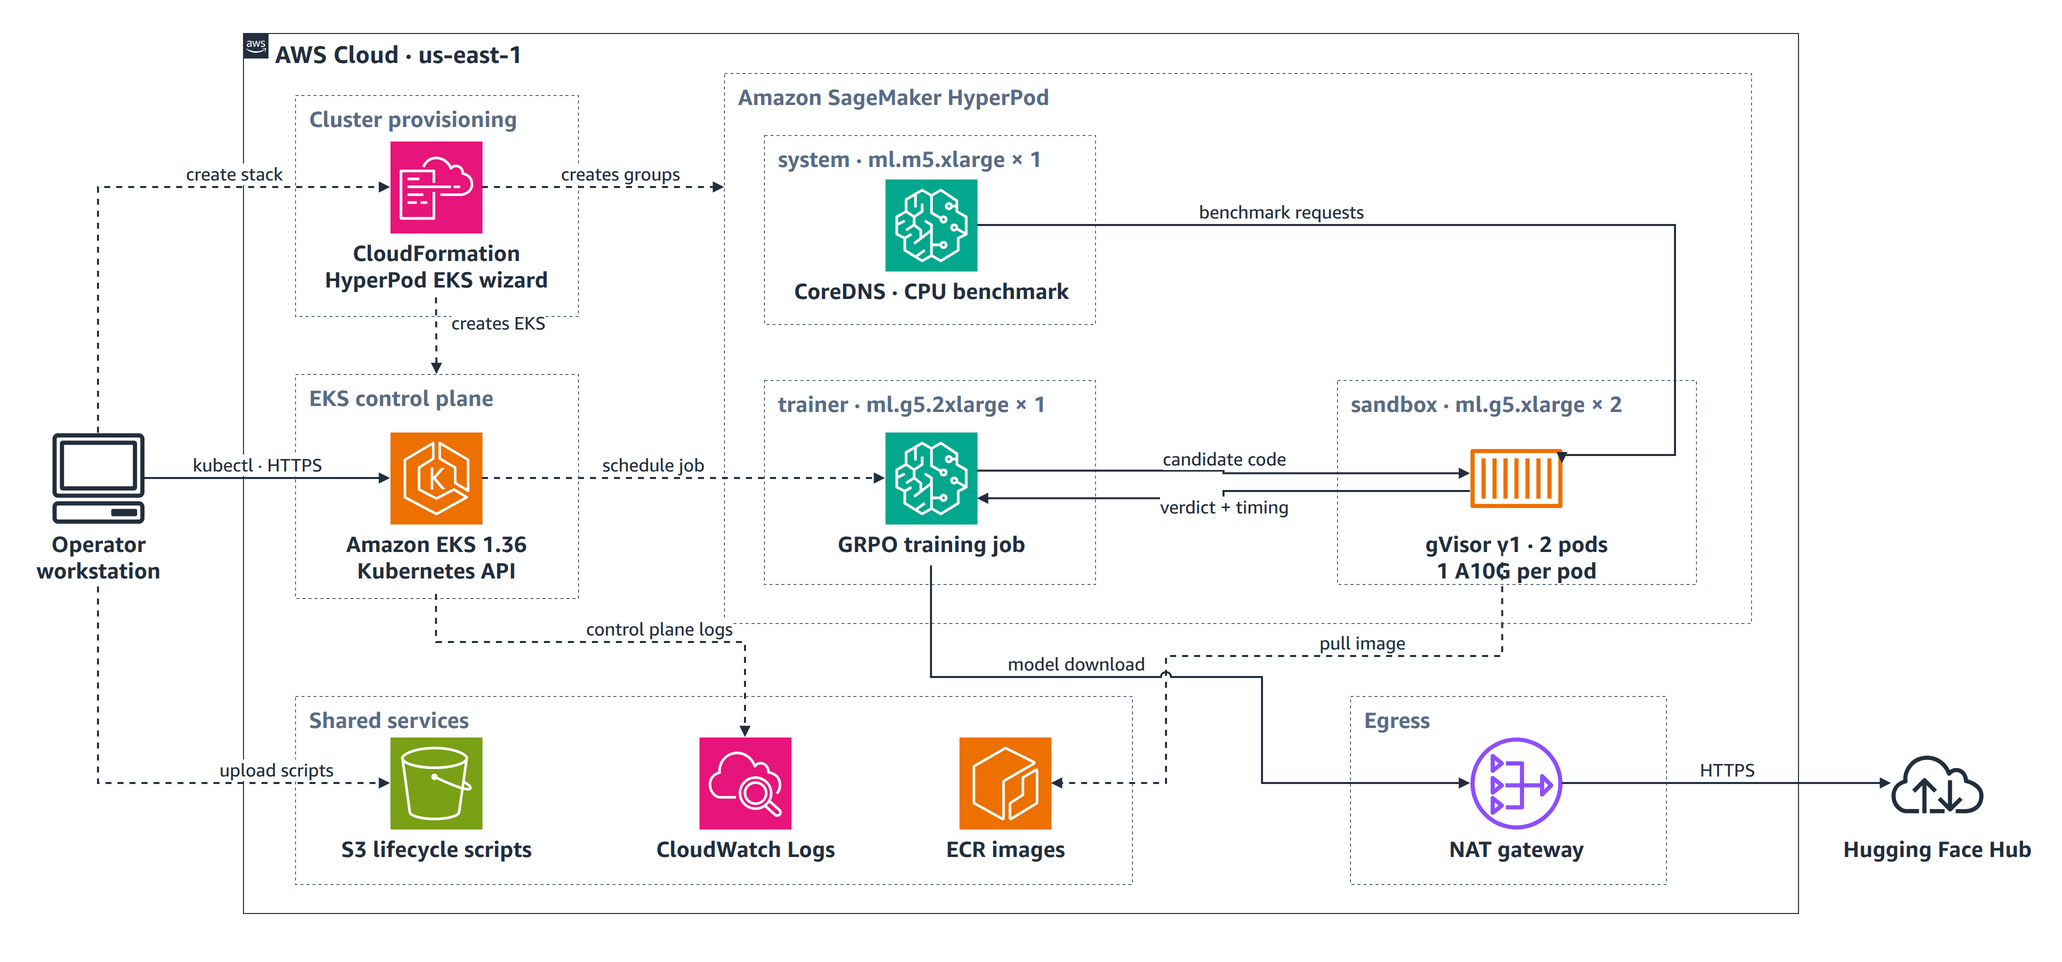 aws
AWS Cloud · us-east-1
Cluster provisioning
create stack
creates groups
CloudFormation
HyperPod EKS wizard
creates EKS
Amazon SageMaker HyperPod
system · ml.m5.xlarge × 1
benchmark requests
CoreDNS · CPU benchmark
EKS control plane
kubectl · HTTPS
K
schedule job
Operator
workstation
Amazon EKS 1.36
Kubernetes API
trainer · ml.g5.2xlarge × 1
candidate code
verdict + timing
GRPO training job
sandbox · ml.g5.xlarge × 2
gVisor v1 · 2 pods
1 A10G per pod
control plane logs
pull image
model download
Shared services
upload scripts
S3 lifecycle scripts
CloudWatch Logs
ECR images
Egress
HTTPS
NAT gateway
Hugging Face Hub